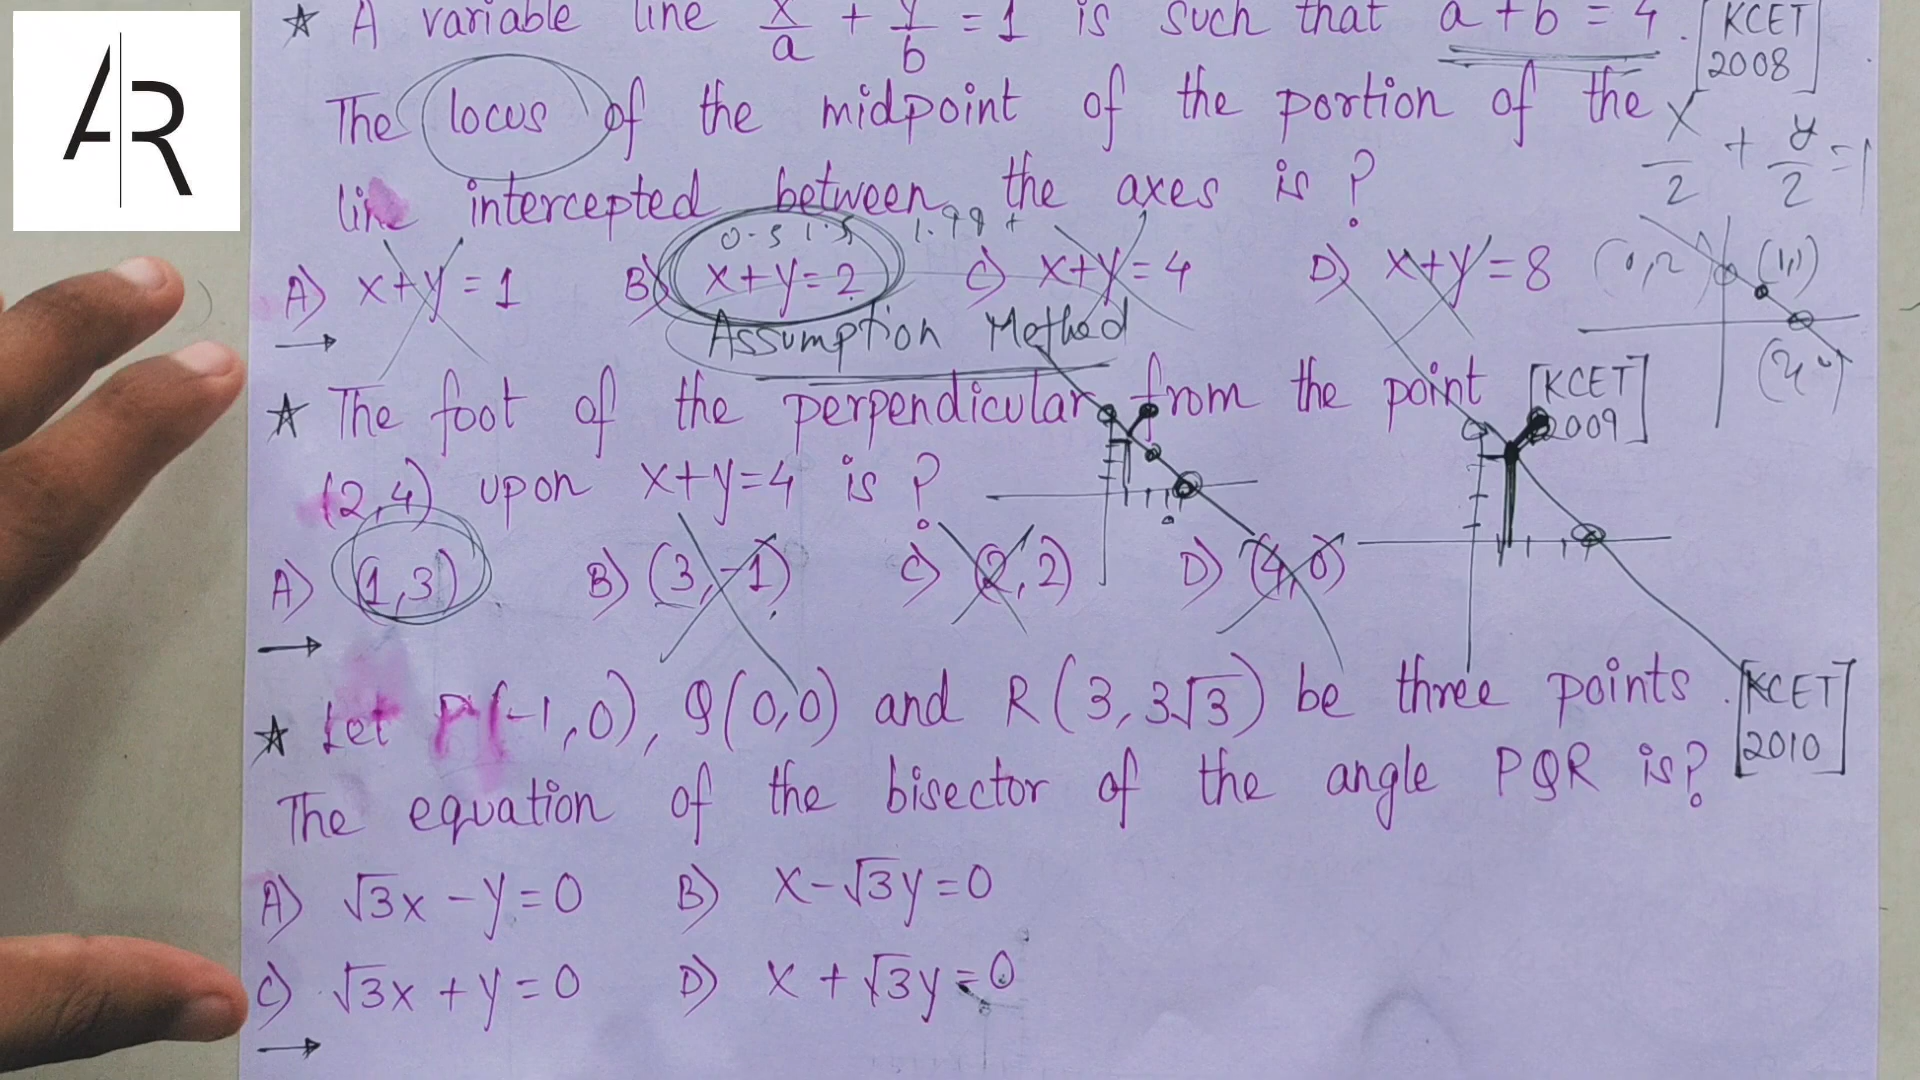 AR
★ A variable line x/a + y/b = 1 is such that a + b = 4. [KCET 2008]
The locus of the midpoint of the portion of the
line intercepted between the axes is ?
x/2 + y/2 = 1
0.5 1.5 1.99 +
A) x+y=1 B) x+y=2 C) x+y=4 D) x+y=8
(0,2) (1,1)
Assumption Method
★ The foot of the perpendicular from the point [KCET 2009]
(2,4) upon x+y=4 is ?
A) (1,3) B) (3,-1) C) (2,2) D) (4,0)
★ Let P(-1,0), Q(0,0) and R(3,3√3) be three points. [KCET 2010]
The equation of the bisector of the angle PQR is?
A) √3x - y = 0 B) x - √3y = 0
C) √3x + y = 0 D) x + √3y = 0